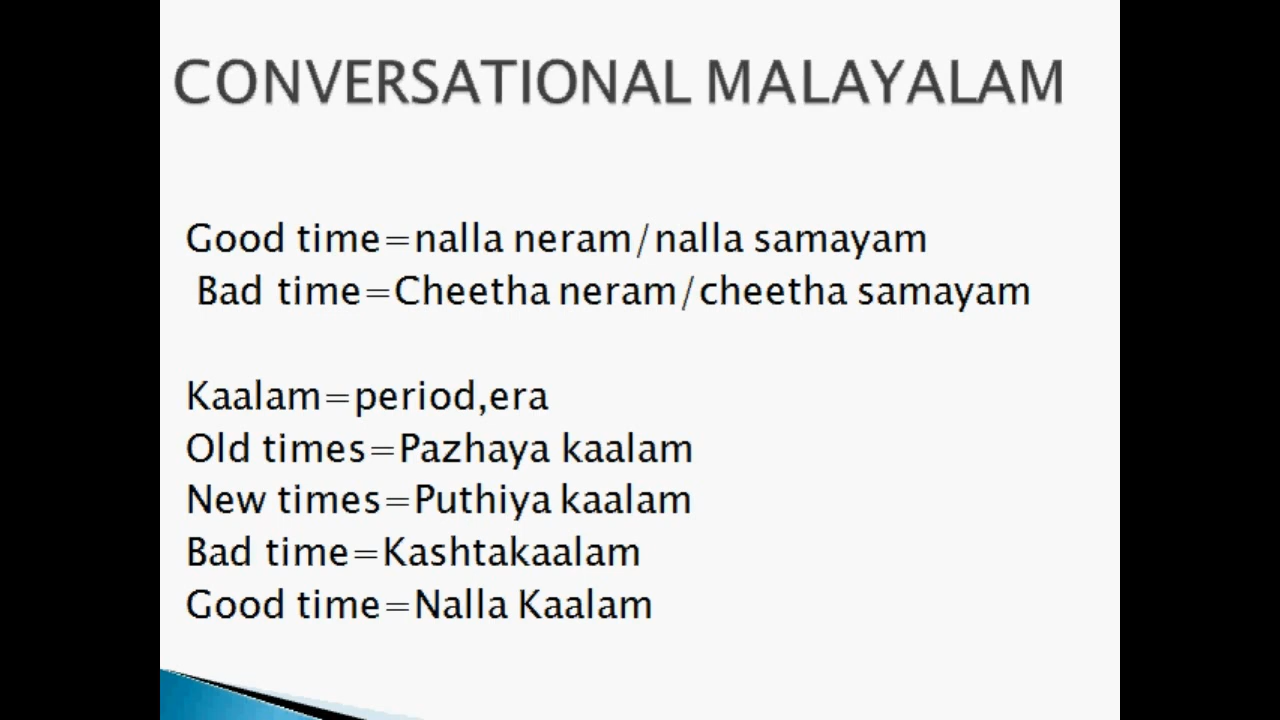 CONVERSATIONAL MALAYALAM
Good time=nalla neram/nalla samayam
Bad time=Cheetha neram/cheetha samayam
Kaalam=period,era
Old times=Pazhaya kaalam
New times=Puthiya kaalam
Bad time=Kashtakaalam
Good time=Nalla Kaalam